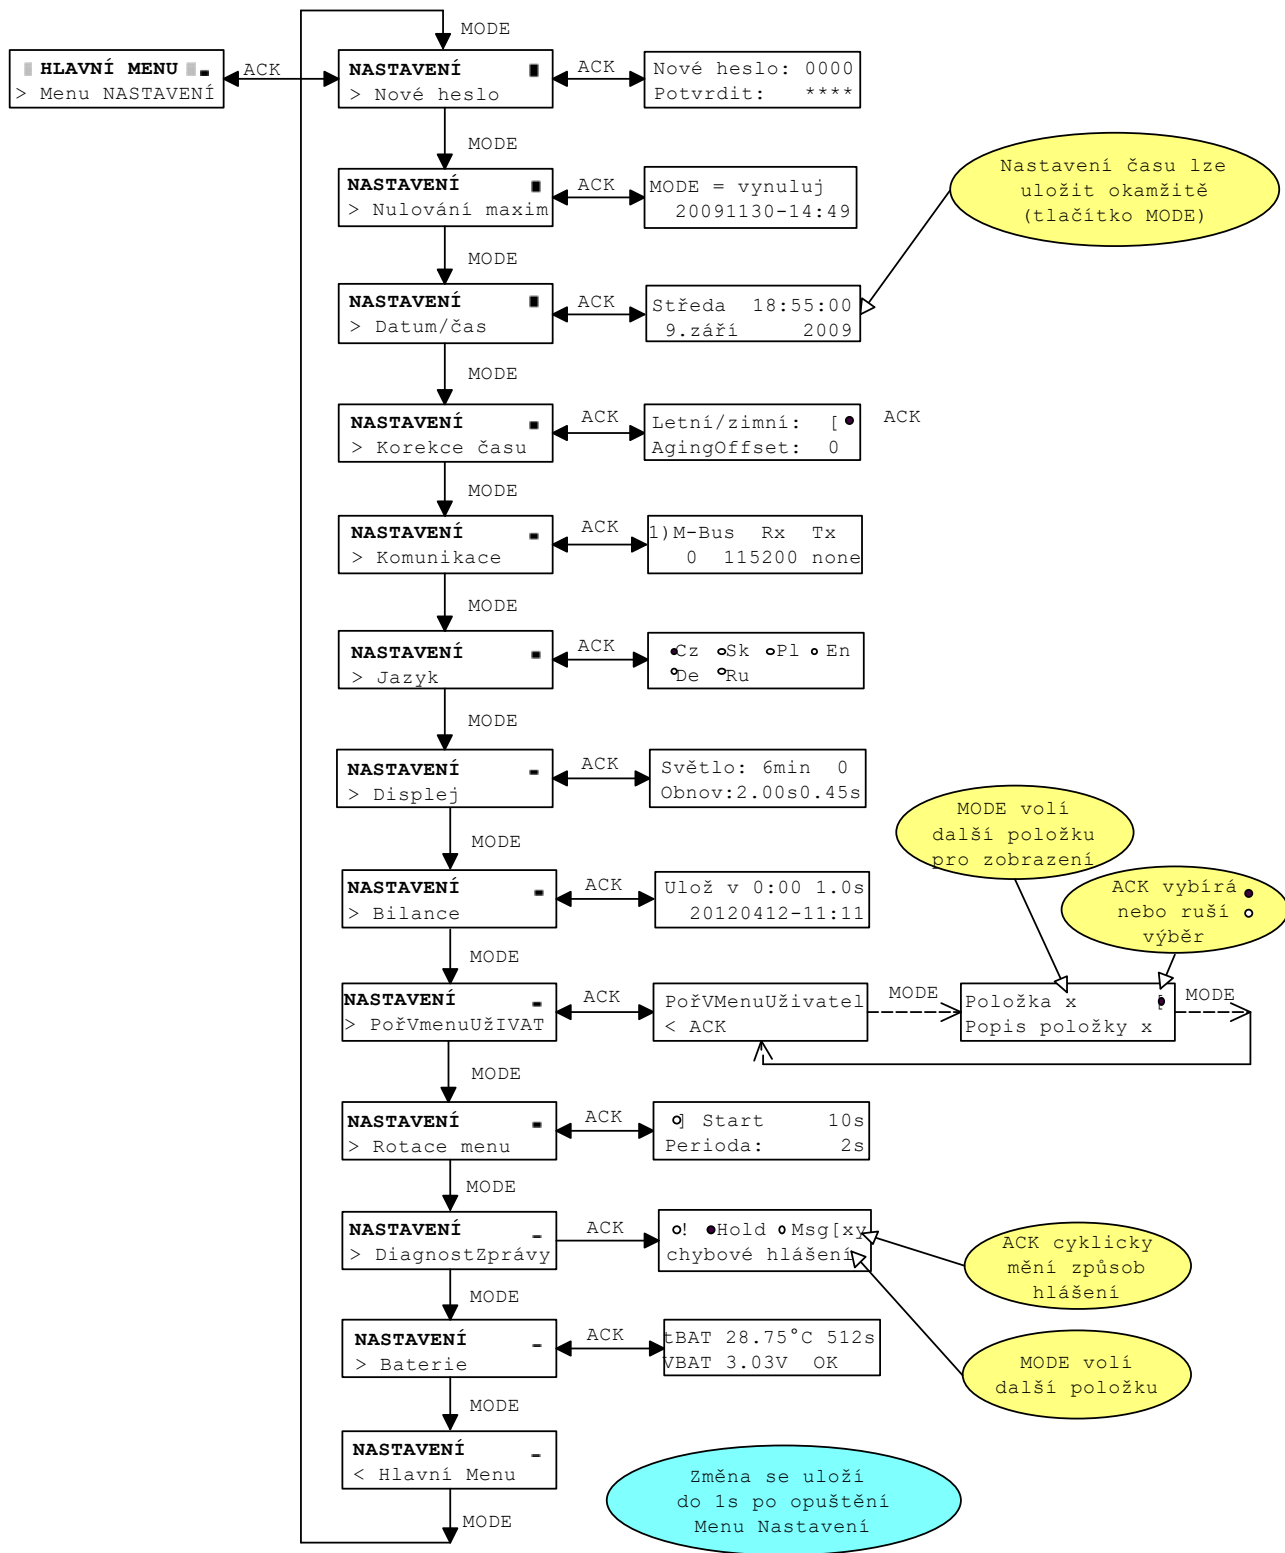 MODE
HLAVNÍ MENU
> Menu NASTAVENÍ
ACK
NASTAVENÍ
> Nové heslo
ACK
Nové heslo: 0000
Potvrdit: ****
MODE
NASTAVENÍ
> Nulování maxim
ACK
MODE = vynuluj
20091130-14:49
Nastavení času lze
uložit okamžitě
(tlačítko MODE)
MODE
NASTAVENÍ
> Datum/čas
ACK
Středa 18:55:00
9.září 2009
MODE
NASTAVENÍ
> Korekce času
ACK
Letní/zimní: [●
AgingOffset: 0
ACK
MODE
NASTAVENÍ
> Komunikace
ACK
1)M-Bus Rx Tx
0 115200 none
MODE
NASTAVENÍ
> Jazyk
ACK
●Cz ○Sk ○Pl ○En
○De ○Ru
MODE
NASTAVENÍ
> Displej
ACK
Světlo: 6min 0
Obnov:2.00s0.45s
MODE volí
další položku
pro zobrazení
MODE
NASTAVENÍ
> Bilance
ACK
Ulož v 0:00 1.0s
20120412-11:11
ACK vybírá ●
nebo ruší ○
výběr
MODE
NASTAVENÍ
> PořVmenuUžIVAT
ACK
PořVMenuUživatel
< ACK
MODE
Položka x [●
Popis položky x
MODE
MODE
NASTAVENÍ
> Rotace menu
ACK
○] Start 10s
Perioda: 2s
MODE
NASTAVENÍ
> DiagnostZprávy
ACK
○! ●Hold ○Msg[xy
chybové hlášení
ACK cyklicky
mění způsob
hlášení
MODE
NASTAVENÍ
> Baterie
ACK
tBAT 28.75°C 512s
VBAT 3.03V OK
MODE volí
další položku
MODE
NASTAVENÍ
< Hlavní Menu
Změna se uloží
do 1s po opuštění
Menu Nastavení
MODE